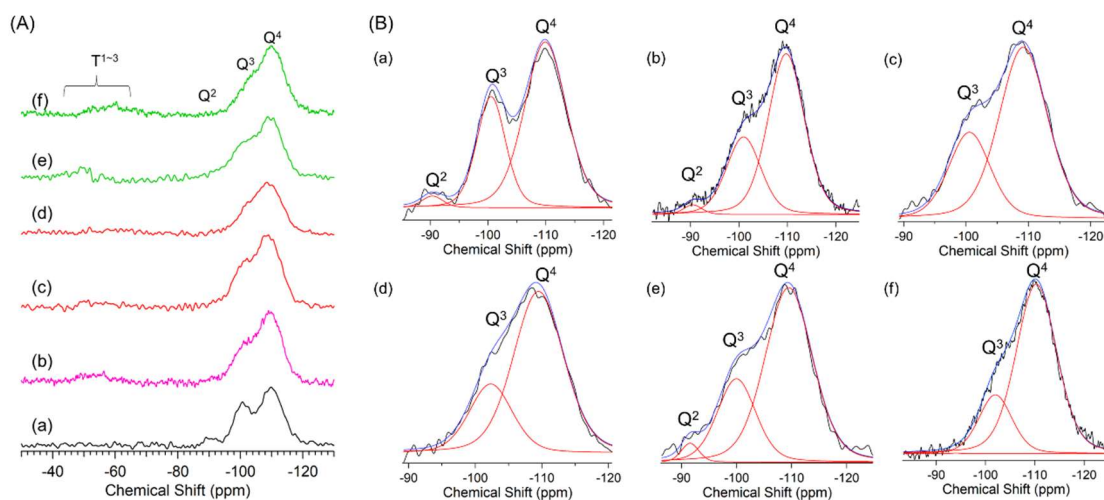 (A)
T¹~³
Q²
Q³
Q⁴
(f)
(e)
(d)
(c)
(b)
(a)
-40 -60 -80 -100 -120
Chemical Shift (ppm)
(B)
(a)
Q²
Q³
Q⁴
-90 -100 -110 -120
Chemical Shift (ppm)
(b)
Q²
Q³
Q⁴
-90 -100 -110 -120
Chemical Shift (ppm)
(c)
Q³
Q⁴
-90 -100 -110 -120
Chemical Shift (ppm)
(d)
Q³
Q⁴
-90 -100 -110 -120
Chemical Shift (ppm)
(e)
Q²
Q³
Q⁴
-90 -100 -110 -120
Chemical Shift (ppm)
(f)
Q³
Q⁴
-90 -100 -110 -120
Chemical Shift (ppm)